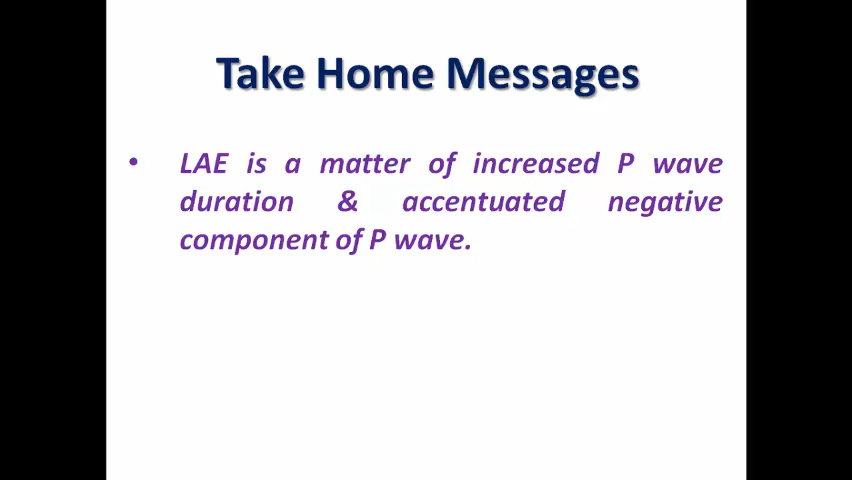 Take Home Messages
• LAE is a matter of increased P wave
duration & accentuated negative
component of P wave.